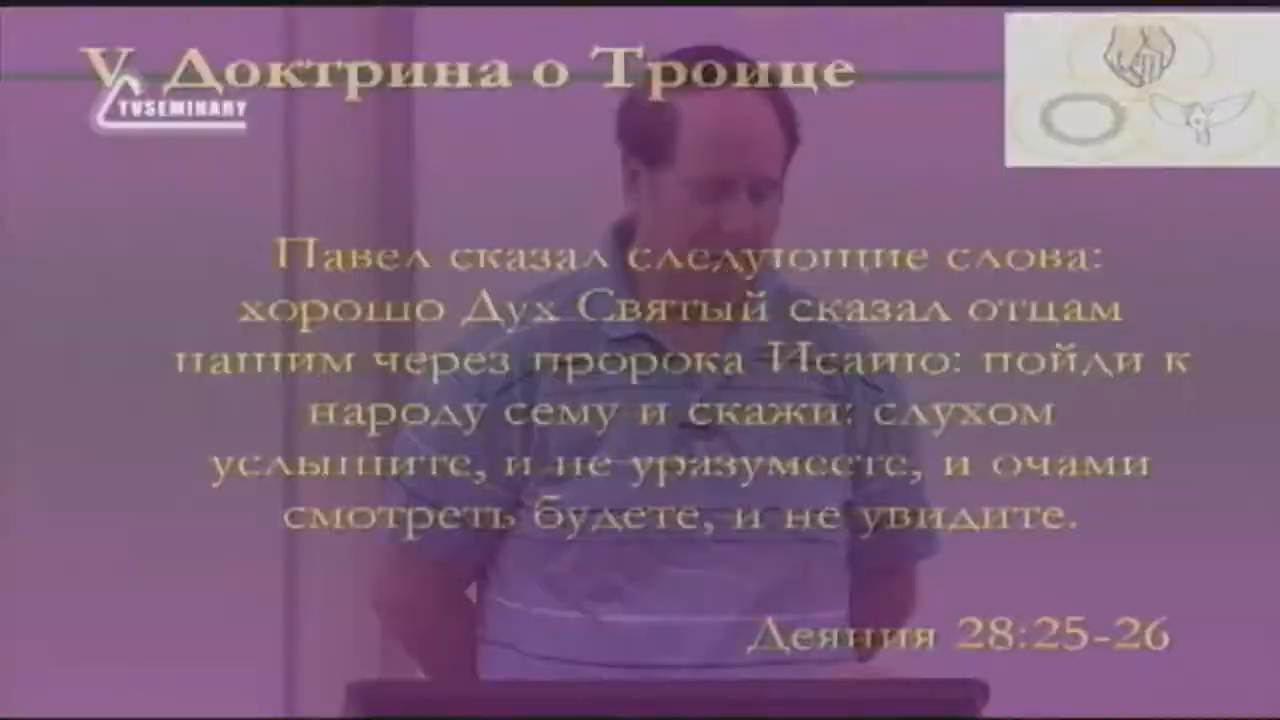 V. Доктрина о Троице
TVSEMINARY
Павел сказал следующие слова:
хорошо Дух Святый сказал отцам
нашим через пророка Исаию: пойди к
народу сему и скажи: слухом
услышите, и не уразумеете, и очами
смотреть будете, и не увидите.
Деяния 28:25-26